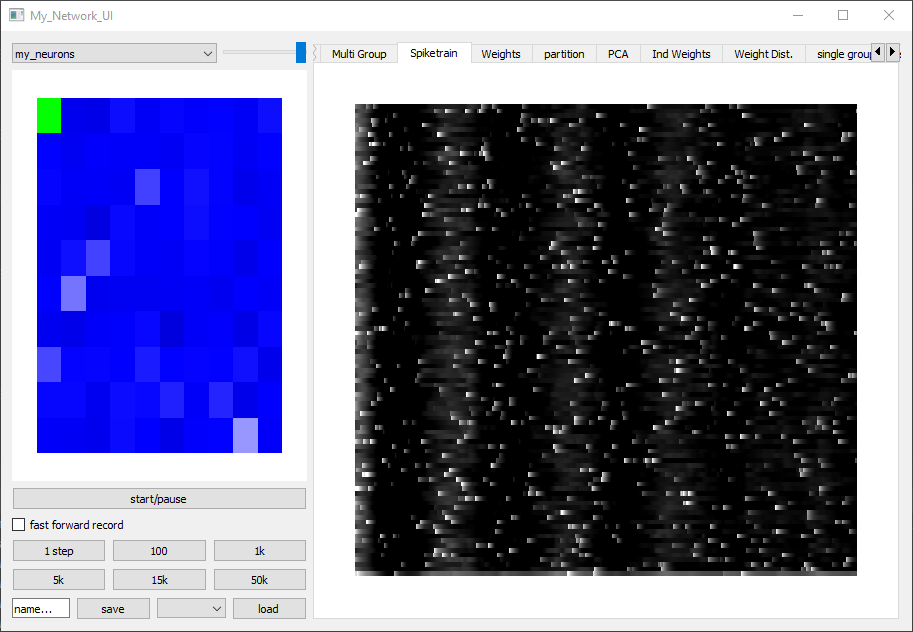 My_Network_UI
my_neurons
Multi Group Spiketrain Weights partition PCA Ind Weights Weight Dist. single grou
start/pause
fast forward record
1 step 100 1k
5k 15k 50k
name... save load